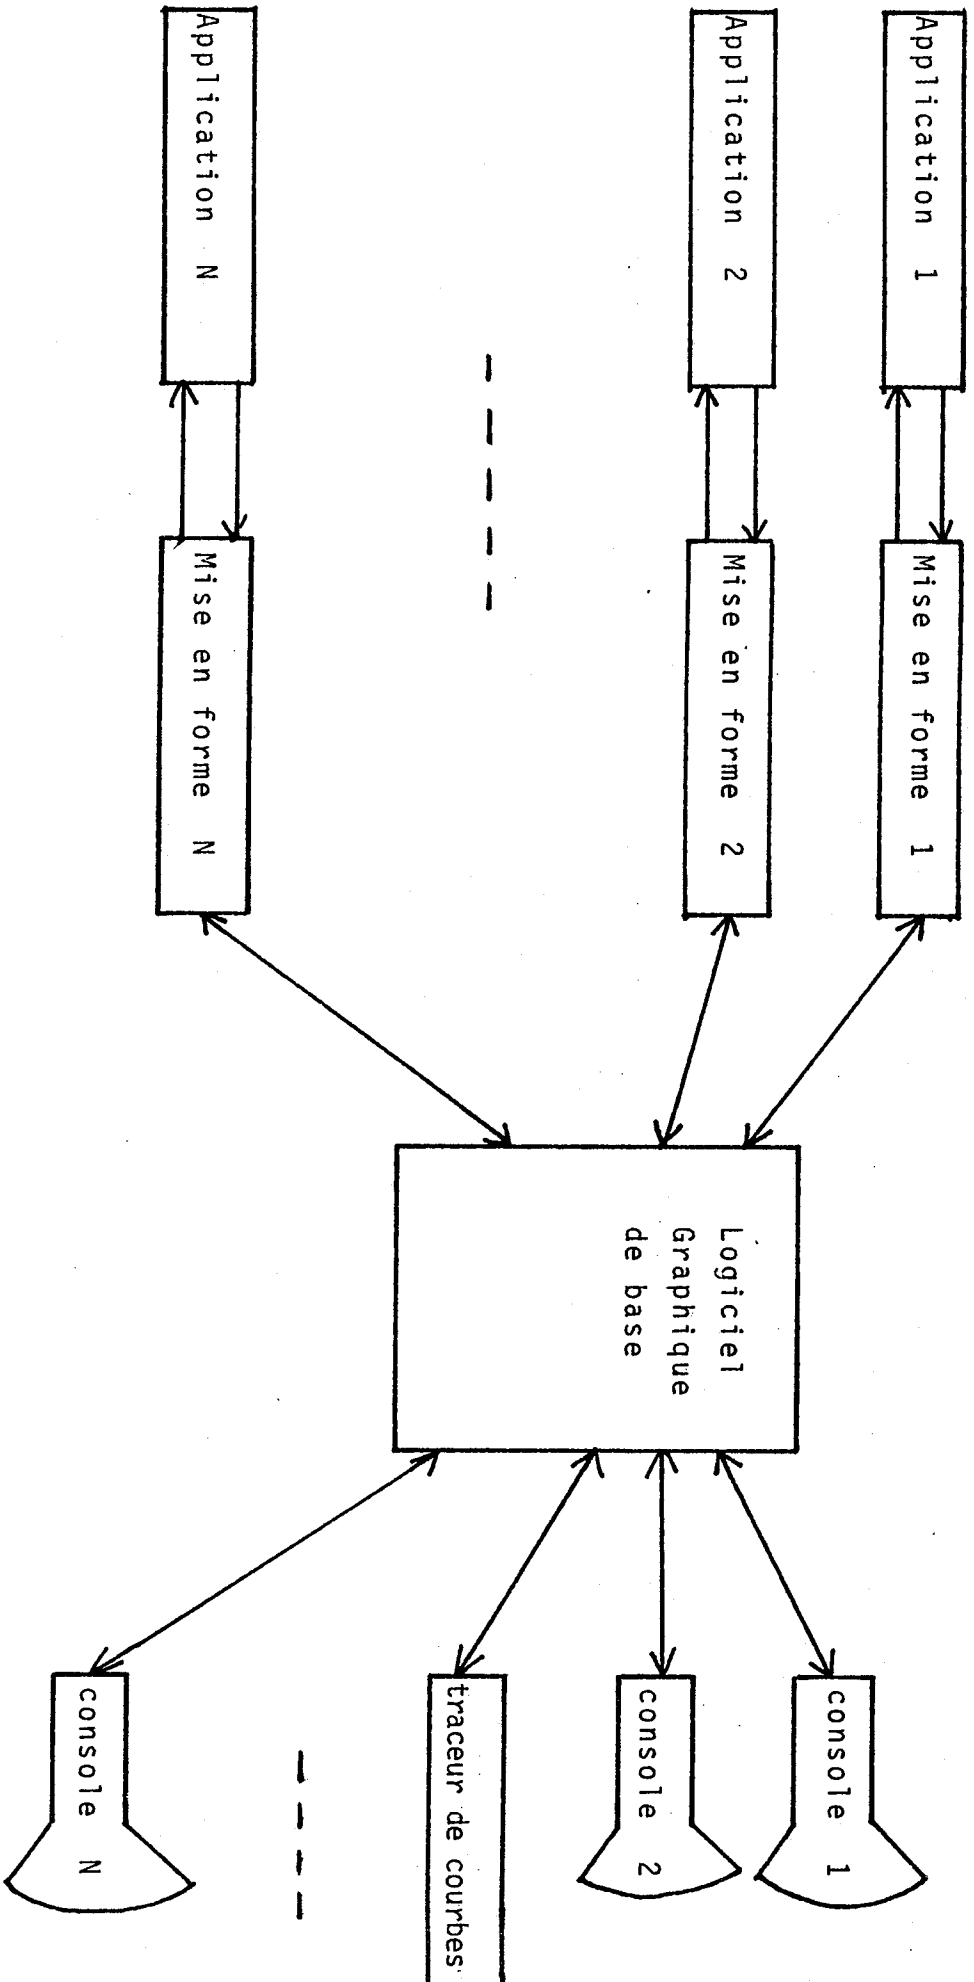 Application 1
Mise en forme 1
Application 2
Mise en forme 2
Application N
Mise en forme N
Logiciel
Graphique
de base
console 1
console 2
traceur de courbes
console N